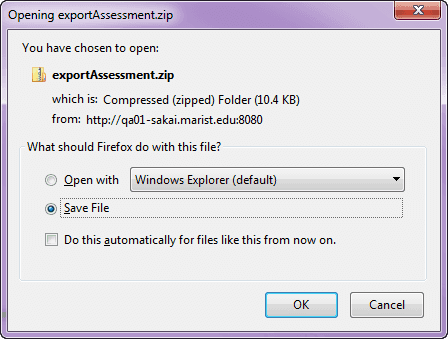 Opening exportAssessment.zip
You have chosen to open:
exportAssessment.zip
which is: Compressed (zipped) Folder (10.4 KB)
from: http://qa01-sakai.marist.edu:8080
What should Firefox do with this file?
Open with Windows Explorer (default)
Save File
Do this automatically for files like this from now on.
OK Cancel